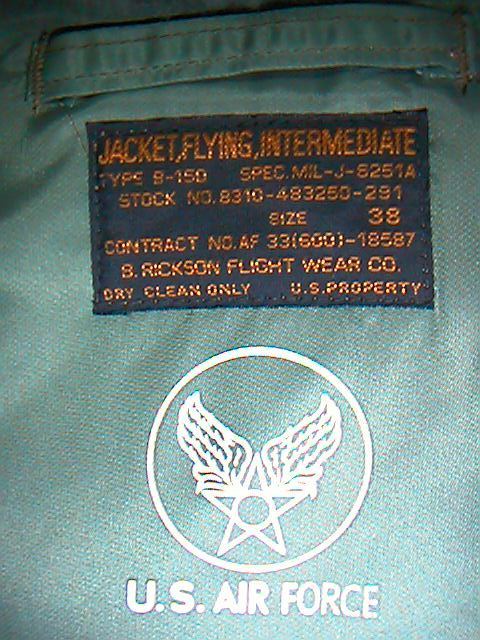 JACKET, FLYING, INTERMEDIATE
TYPE B-15D SPEC. MIL-J-6251A
STOCK NO. 8310-483250-291
SIZE 38
CONTRACT NO. AF 33(600)-18587
B. RICKSON FLIGHT WEAR CO.
DRY CLEAN ONLY U.S. PROPERTY
U.S. AIR FORCE